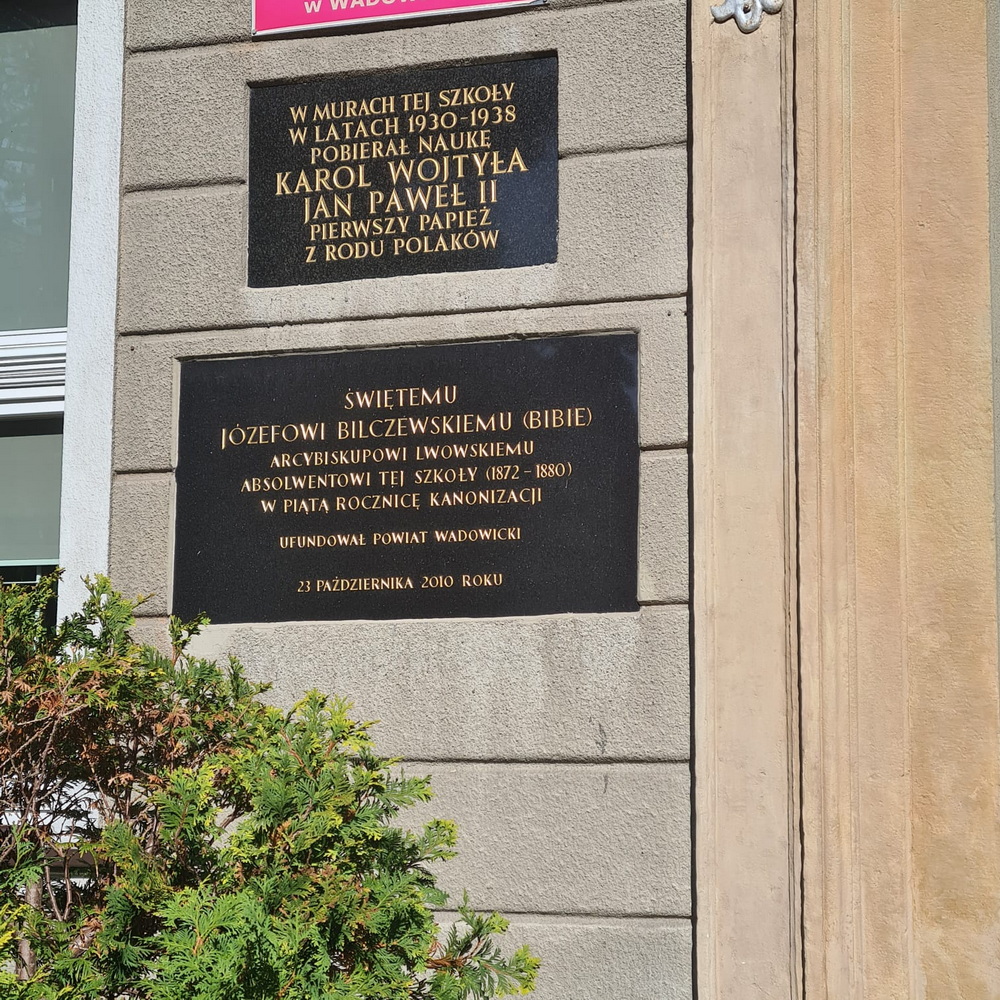 W MURACH TEJ SZKOŁY
W LATACH 1930-1938
POBIERAŁ NAUKĘ
KAROL WOJTYŁA
JAN PAWEŁ II
PIERWSZY PAPIEŻ
Z RODU POLAKÓW
ŚWIĘTEMU
JÓZEFOWI BILCZEWSKIEMU (BIBIE)
ARCYBISKUPOWI LWOWSKIEMU
ABSOLWENTOWI TEJ SZKOŁY (1872-1880)
W PIĄTĄ ROCZNICĘ KANONIZACJI
UFUNDOWAŁ POWIAT WADOWICKI
23 PAŹDZIERNIKA 2010 ROKU